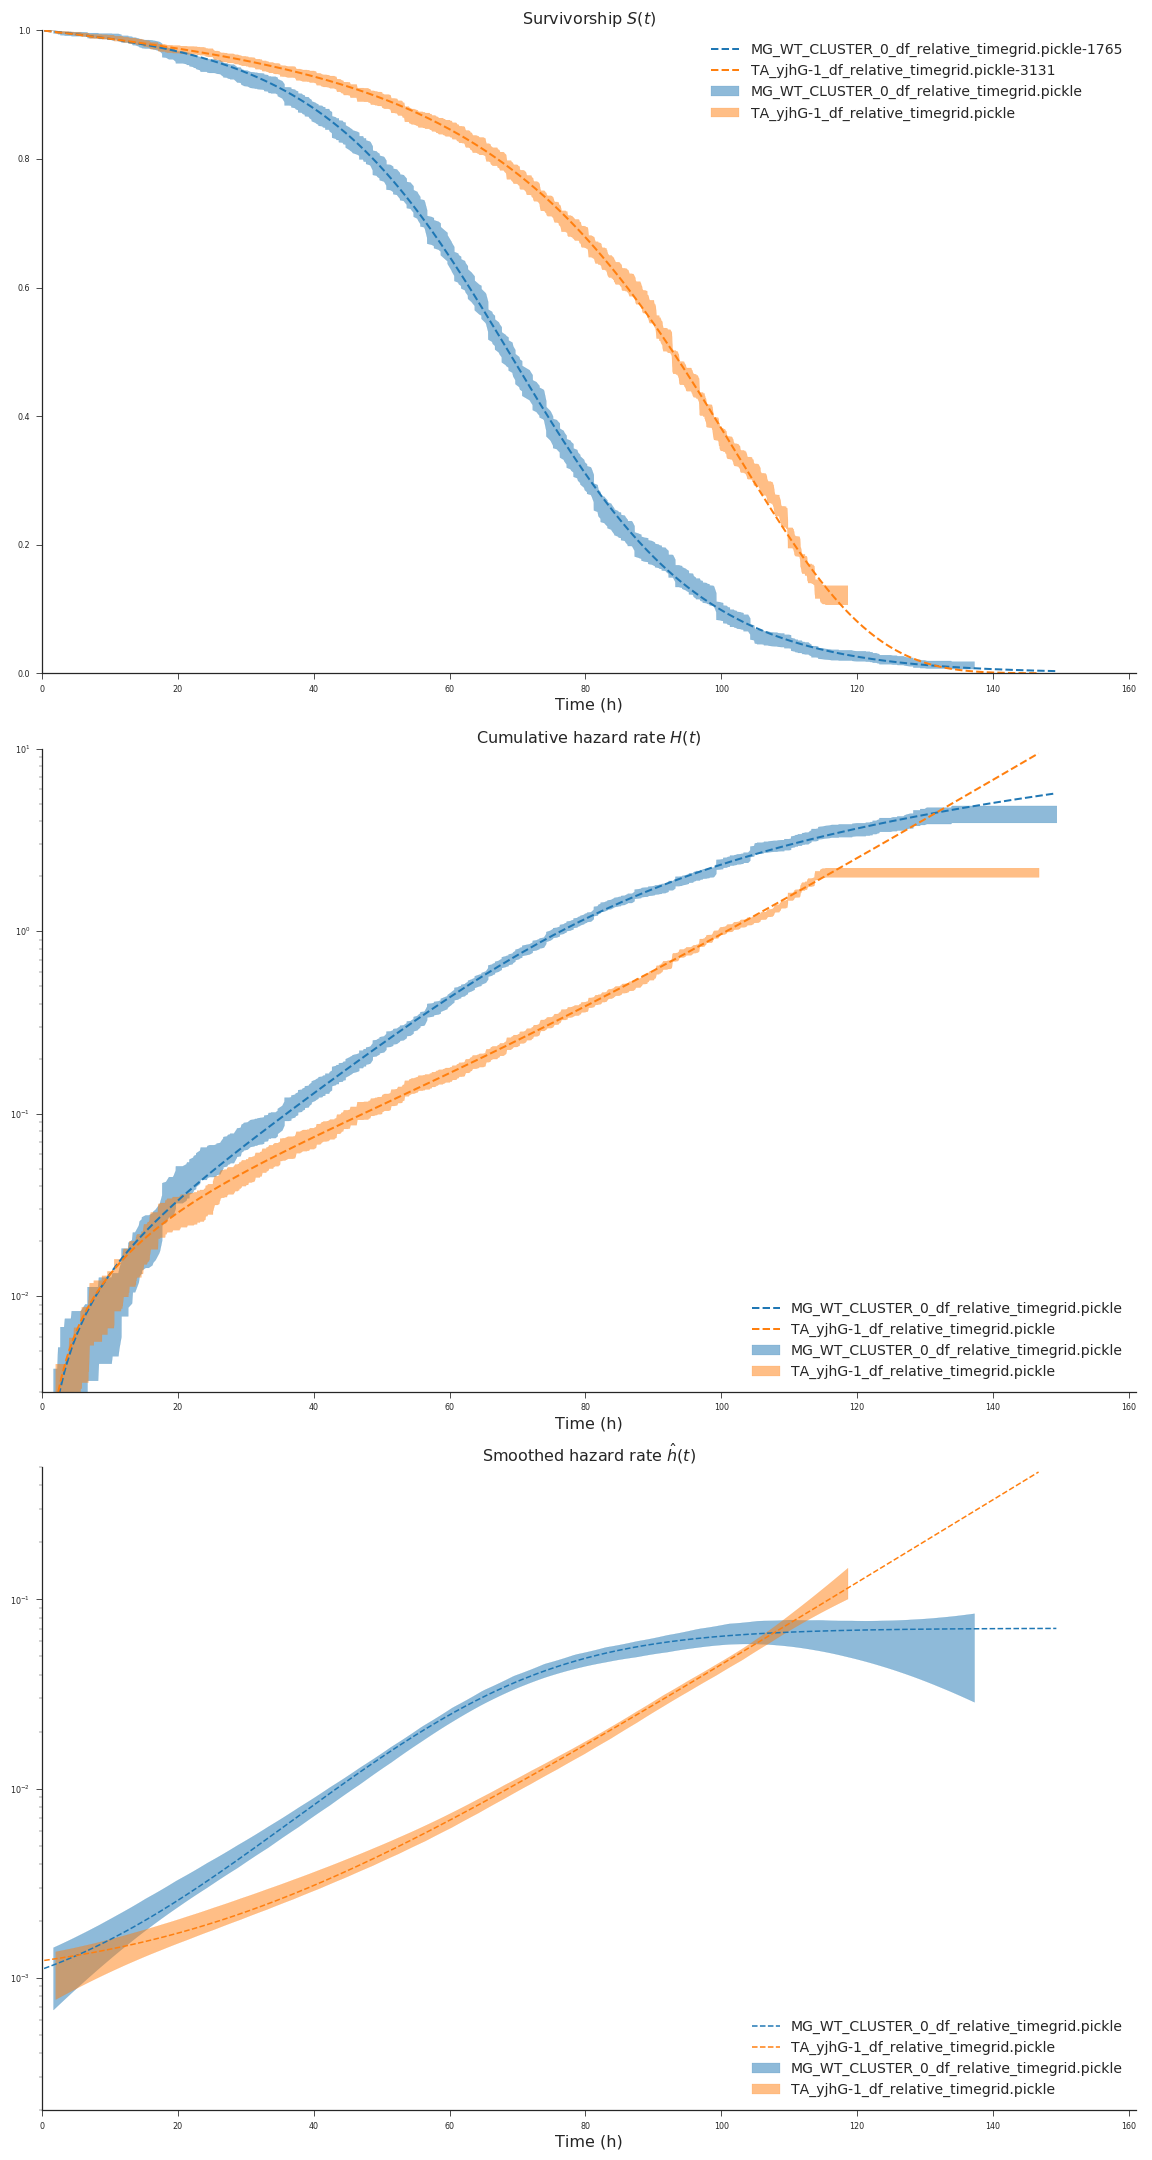 Survivorship S(t)
1.0
0.8
0.6
0.4
0.2
0.0
MG_WT_CLUSTER_0_df_relative_timegrid.pickle-1765
TA_yjhG-1_df_relative_timegrid.pickle-3131
MG_WT_CLUSTER_0_df_relative_timegrid.pickle
TA_yjhG-1_df_relative_timegrid.pickle
0 20 40 60 80 100 120 140 160
Time (h)
Cumulative hazard rate H(t)
10¹
10⁰
10⁻¹
10⁻²
MG_WT_CLUSTER_0_df_relative_timegrid.pickle
TA_yjhG-1_df_relative_timegrid.pickle
MG_WT_CLUSTER_0_df_relative_timegrid.pickle
TA_yjhG-1_df_relative_timegrid.pickle
0 20 40 60 80 100 120 140 160
Time (h)
Smoothed hazard rate ĥ(t)
10⁻¹
10⁻²
10⁻³
MG_WT_CLUSTER_0_df_relative_timegrid.pickle
TA_yjhG-1_df_relative_timegrid.pickle
MG_WT_CLUSTER_0_df_relative_timegrid.pickle
TA_yjhG-1_df_relative_timegrid.pickle
0 20 40 60 80 100 120 140 160
Time (h)